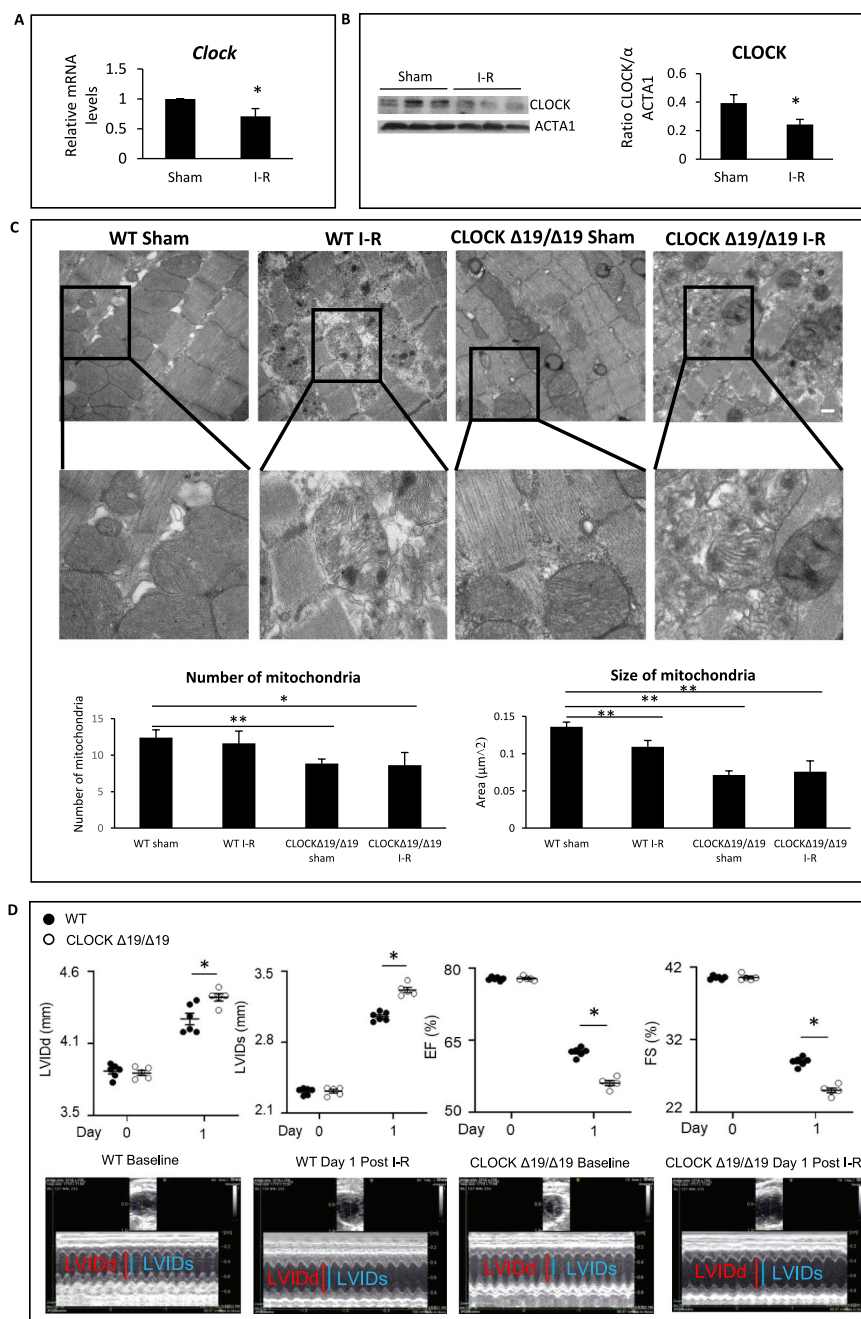 A
Clock
Relative mRNA
levels
1.5
1
0.5
0
*
Sham
I-R
B
Sham
I-R
CLOCK
ACTA1
CLOCK
Ratio CLOCK/α
ACTA1
0.6
0.4
0.2
0
*
Sham
I-R
C
WT Sham
WT I-R
CLOCK Δ19/Δ19 Sham
CLOCK Δ19/Δ19 I-R
Number of mitochondria
Number of mitochondria
15
10
5
0
*
**
WT sham
WT I-R
CLOCKΔ19/Δ19
sham
CLOCKΔ19/Δ19
I-R
Size of mitochondria
Area (µm^2)
0.15
0.1
0.05
0
**
**
**
WT sham
WT I-R
CLOCKΔ19/Δ19
sham
CLOCKΔ19/Δ19
I-R
D
WT
CLOCK Δ19/Δ19
LVIDd (mm)
4.6
4.1
3.5
*
Day
0
1
LVIDs (mm)
3.5
2.8
2.1
*
0
1
EF (%)
80
65
50
*
Day
0
1
FS (%)
42
32
22
*
Day
0
1
WT Baseline
WT Day 1 Post I-R
CLOCK Δ19/Δ19 Baseline
CLOCK Δ19/Δ19 Day 1 Post I-R
LVIDd
LVIDs
LVIDd
LVIDs
LVIDd
LVIDs
LVIDd
LVIDs